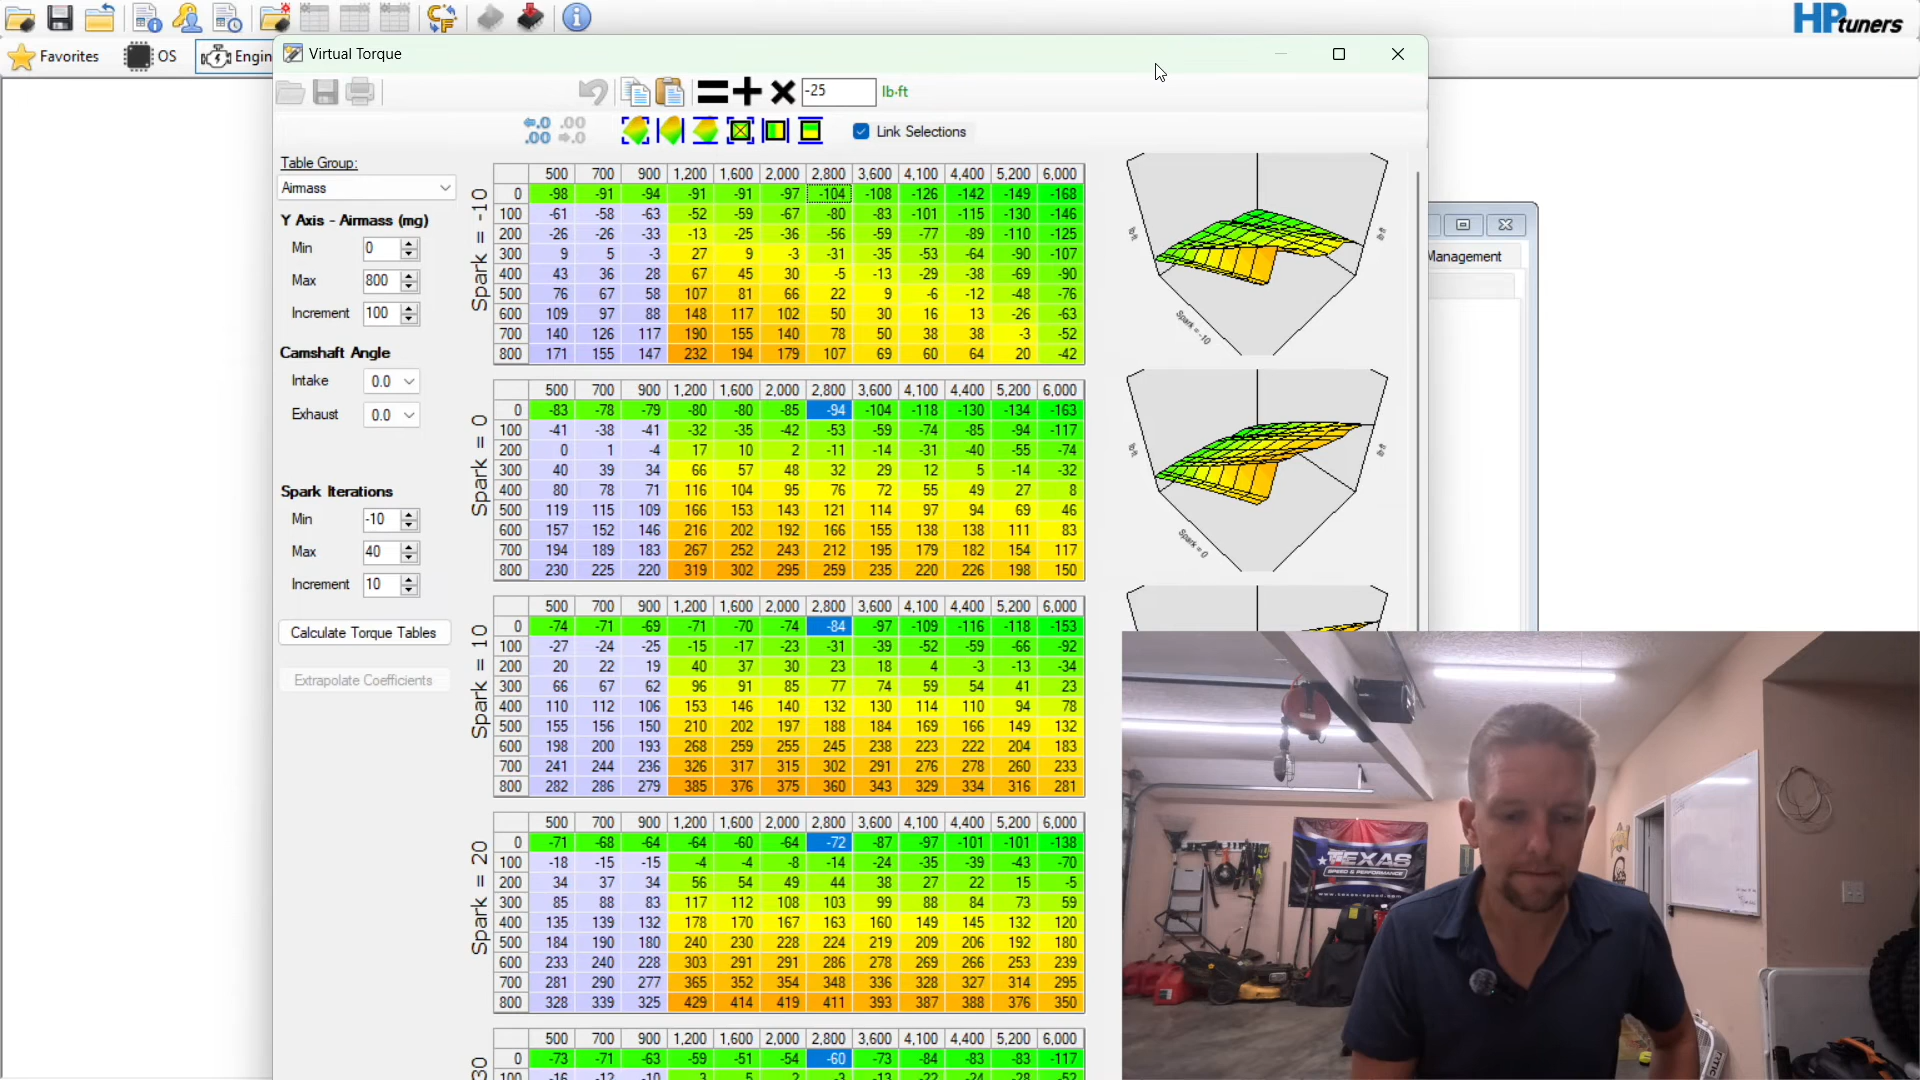 HPtuners
Favorites OS Engin
Virtual Torque
-25 lb·ft
←.0 .00
.00 →.0
Link Selections
Table Group:
Airmass
Y Axis - Airmass (mg)
Min 0
Max 800
Increment 100
Camshaft Angle
Intake 0.0
Exhaust 0.0
Spark Iterations
Min -10
Max 40
Increment 10
Calculate Torque Tables
Extrapolate Coefficients
Spark = -10
500 700 900 1,200 1,600 2,000 2,800 3,600 4,100 4,400 5,200 6,000
0 -98 -91 -94 -91 -91 -97 -104 -108 -126 -142 -149 -168
100 -61 -58 -63 -52 -59 -67 -80 -83 -101 -115 -130 -146
200 -26 -26 -33 -13 -25 -36 -56 -59 -77 -89 -110 -125
300 9 5 -3 27 9 -3 -31 -35 -53 -64 -90 -107
400 43 36 28 67 45 30 -5 -13 -29 -38 -69 -90
500 76 67 58 107 81 66 22 9 -6 -12 -48 -76
600 109 97 88 148 117 102 50 30 16 13 -26 -63
700 140 126 117 190 155 140 78 50 38 38 -3 -52
800 171 155 147 232 194 179 107 69 60 64 20 -42
Spark = 0
500 700 900 1,200 1,600 2,000 2,800 3,600 4,100 4,400 5,200 6,000
0 -83 -78 -79 -80 -80 -85 -94 -104 -118 -130 -134 -163
100 -41 -38 -41 -32 -35 -42 -53 -59 -74 -85 -94 -117
200 0 1 -4 17 10 2 -11 -14 -31 -40 -55 -74
300 40 39 34 66 57 48 32 29 12 5 -14 -32
400 80 78 71 116 104 95 76 72 55 49 27 8
500 119 115 109 166 153 143 121 114 97 94 69 46
600 157 152 146 216 202 192 166 155 138 138 111 83
700 194 189 183 267 252 243 212 195 179 182 154 117
800 230 225 220 319 302 295 259 235 220 226 198 150
Spark = 10
500 700 900 1,200 1,600 2,000 2,800 3,600 4,100 4,400 5,200 6,000
0 -74 -71 -69 -71 -70 -74 -84 -97 -109 -116 -118 -153
100 -27 -24 -25 -15 -17 -23 -31 -39 -52 -59 -66 -92
200 20 22 19 40 37 30 23 18 4 -3 -13 -34
300 66 67 62 96 91 85 77 74 59 54 41 23
400 110 112 106 153 146 140 132 130 114 110 94 78
500 155 156 150 210 202 197 188 184 169 166 149 132
600 198 200 193 268 259 255 245 238 223 222 204 183
700 241 244 236 326 317 315 302 291 276 278 260 233
800 282 286 279 385 376 375 360 343 329 334 316 281
Spark = 20
500 700 900 1,200 1,600 2,000 2,800 3,600 4,100 4,400 5,200 6,000
0 -71 -68 -64 -64 -60 -64 -72 -87 -97 -101 -101 -138
100 -18 -15 -15 -4 -4 -8 -14 -24 -35 -39 -43 -70
200 34 37 34 56 54 49 44 38 27 22 15 -5
300 85 88 83 117 112 108 103 99 88 84 73 59
400 135 139 132 178 170 167 163 160 149 145 132 120
500 184 190 180 240 230 228 224 219 209 206 192 180
600 233 240 228 303 291 291 286 278 269 266 253 239
700 281 290 277 365 352 354 348 336 328 327 314 295
800 328 339 325 429 414 419 411 393 387 388 376 350
30
500 700 900 1,200 1,600 2,000 2,800 3,600 4,100 4,400 5,200 6,000
0 -73 -71 -63 -59 -51 -54 -60 -73 -84 -83 -83 -117
100 -16 -12 -10 3 5 2 -3 -13 -22 -24 -28 -52
Spark = -10
Spark = 0
Management
TEXAS
SPEED & PERFORMANCE
www.texas-speed.com